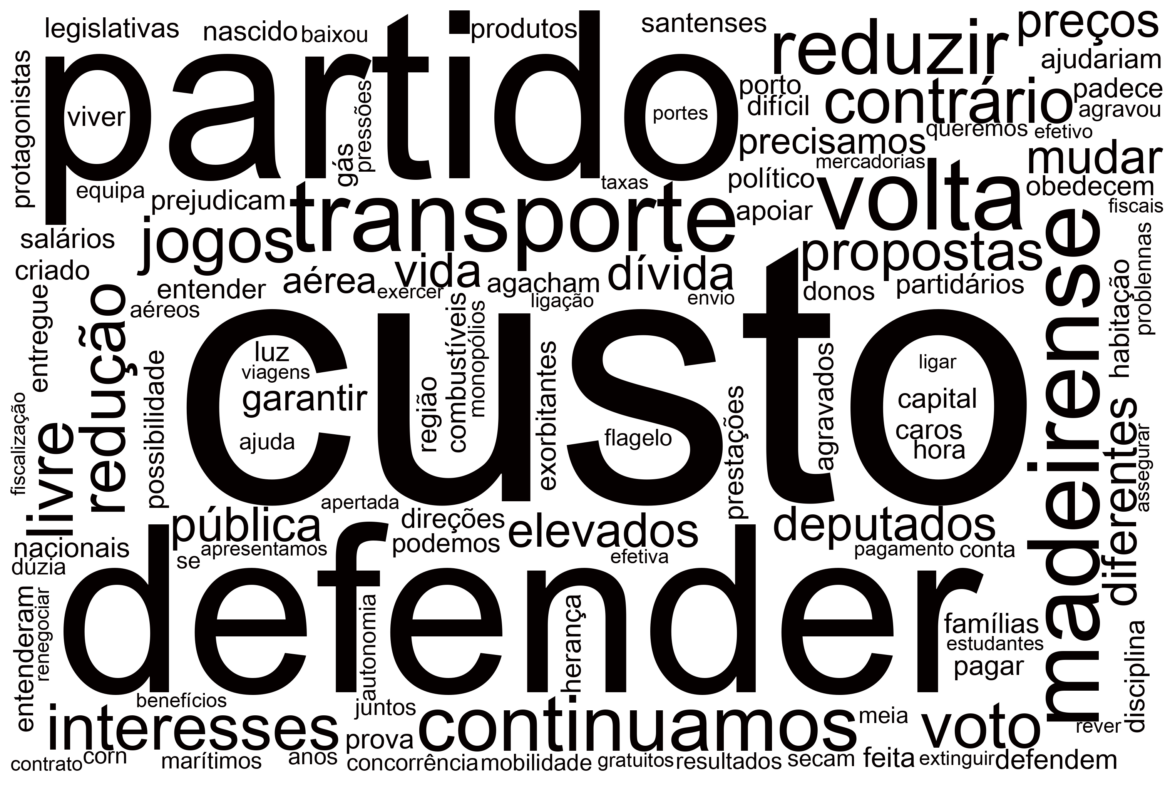 legislativas
nascido
baixou
produtos
santenses
reduzir
preços
ajudariam
protagonistas
partido
viver
portes
pressões
gás
porto
difícil
contrário
padece
agravou
precisamos
queremos
efetivo
mercadorias
mudar
equipa
prejudicam
taxas
político
volta
obedecem
fiscais
transporte
apoiar
salários
jogos
propostas
criado
aérea
vida
agacham
dívida
entender
exercer
ligação
envio
donos
partidários
aéreos
entregue
redução
madeirense
habitação
problennas
custo
luz
viagens
garantir
ajuda
região
combustíveis
monopólios
exorbitantes
flagelo
prestações
agravados
ligar
capital
caros
hora
possibilidade
fiscalização
livre
diferentes
assegurar
apertada
pública
direções
elevados
deputados
nacionais
se
apresentamos
podemos
efetiva
pagamento
conta
dúzia
defender
entenderam
renegociar
autonomia
herança
famílias
estudantes
pagar
disciplina
benefícios
juntos
interesses
continuamos
meia
voto
rever
prova
contrato
corn
marítimos
anos
concorrência
mobilidade
gratuitos
resultados
secam
feita
extinguir
defendem